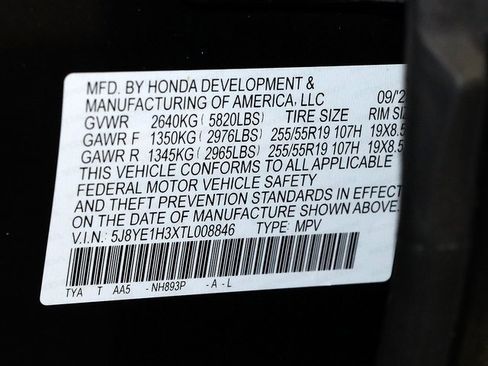 MFD. BY HONDA DEVELOPMENT &
MANUFACTURING OF AMERICA, LLC 09/2
GVWR 2640KG (5820LBS) TIRE SIZE RIM SIZ
GAWR F 1350KG (2976LBS) 255/55R19 107H 19X8.5
GAWR R 1345KG (2965LBS) 255/55R19 107H 19X8.5
THIS VEHICLE CONFORMS TO ALL APPLICABLE
FEDERAL MOTOR VEHICLE SAFETY
AND THEFT PREVENTION STANDARDS IN EFFECT
ON THE DATE OF MANUFACTURE SHOWN ABOVE.
V.I.N.: 5J8YE1H3XTL008846 TYPE: MPV
TYA T AA5 -NH893P -A-L